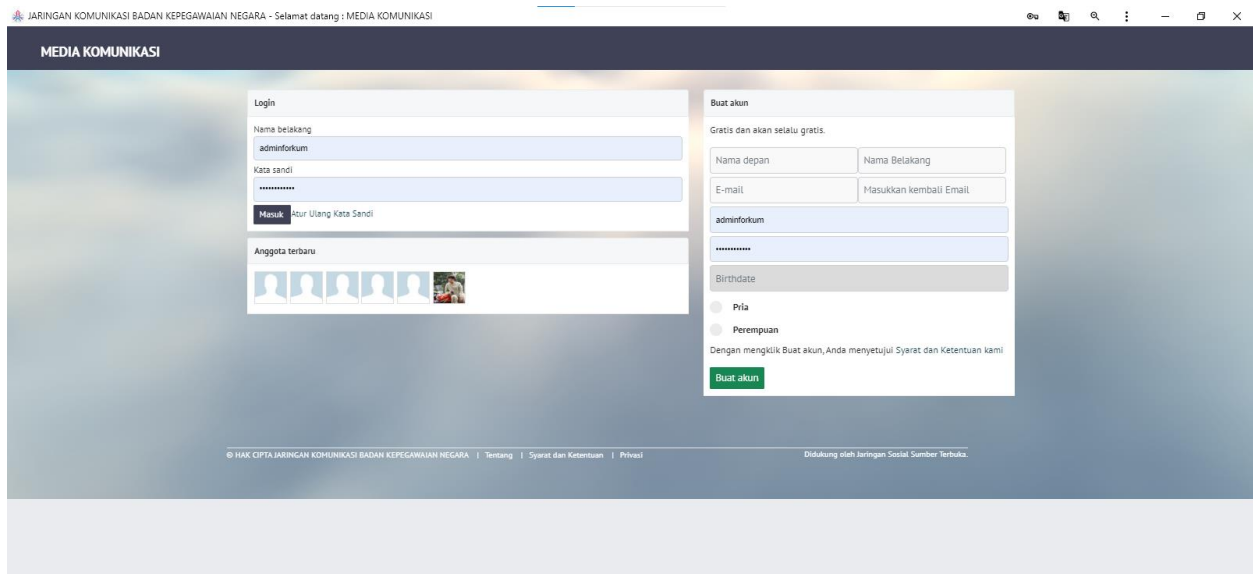 JARINGAN KOMUNIKASI BADAN KEPEGAWAIAN NEGARA - Selamat datang : MEDIA KOMUNIKASI
MEDIA KOMUNIKASI
Login
Nama belakang
adminforkum
Kata sandi
••••••••••••
Masuk Atur Ulang Kata Sandi
Anggota terbaru
Buat akun
Gratis dan akan selalu gratis.
Nama depan Nama Belakang
E-mail Masukkan kembali Email
adminforkum
••••••••••••
Birthdate
Pria
Perempuan
Dengan mengklik Buat akun, Anda menyetujui Syarat dan Ketentuan kami
Buat akun
© HAK CIPTA JARINGAN KOMUNIKASI BADAN KEPEGAWAIAN NEGARA | Tentang | Syarat dan Ketentuan | Privasi
Didukung oleh Jaringan Sosial Sumber Terbuka.